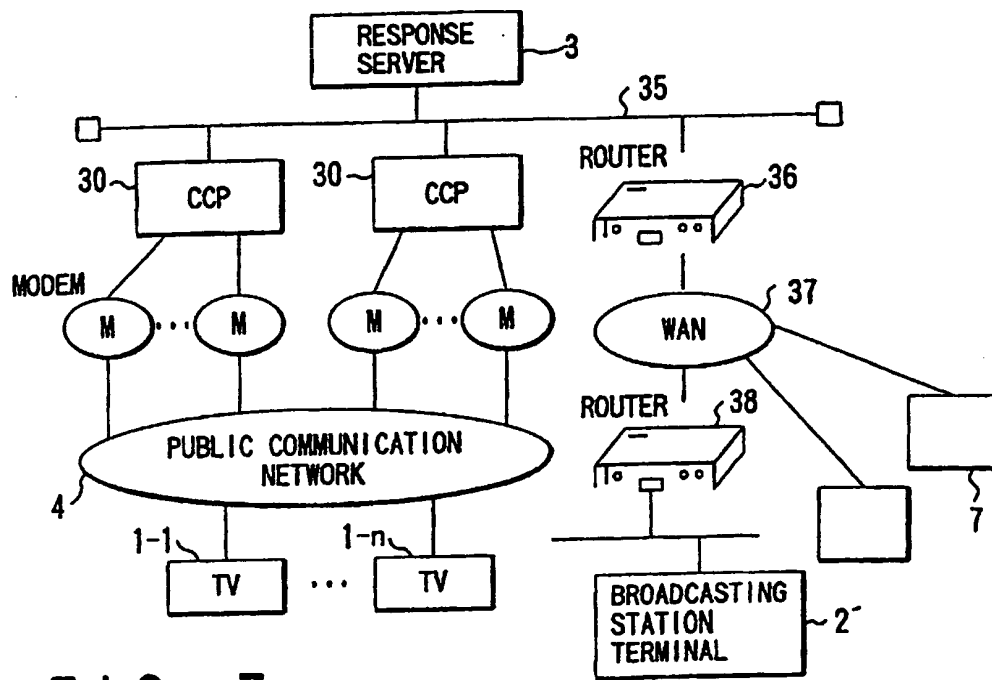 RESPONSE
SERVER
3
35
30
CCP
30
CCP
ROUTER
36
MODEM
M ... M
M ... M
37
WAN
ROUTER
38
PUBLIC COMMUNICATION
NETWORK
4
7
1-1
TV
...
1-n
TV
BROADCASTING
STATION
TERMINAL
2